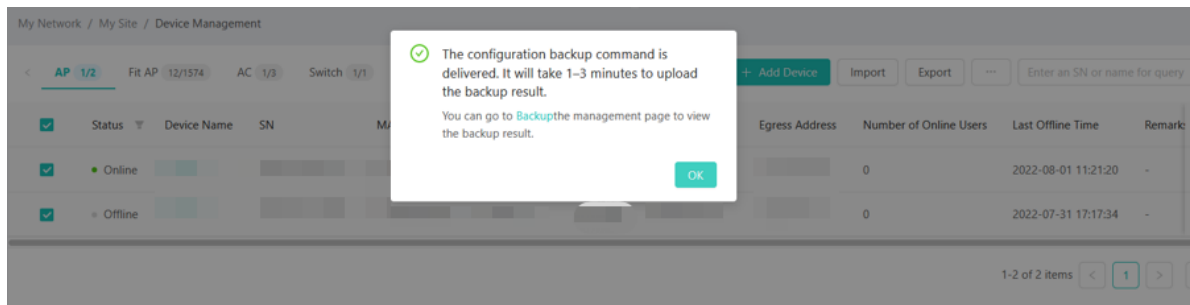 My Network / My Site / Device Management
AP 1/2 Fit AP 12/1574 AC 1/3 Switch 1/1
+ Add Device Import Export ··· Enter an SN or name for query
The configuration backup command is
delivered. It will take 1–3 minutes to upload
the backup result.
You can go to Backupthe management page to view
the backup result.
OK
Status Device Name SN Egress Address Number of Online Users Last Offline Time
Online 0 2022-08-01 11:21:20 -
Offline 0 2022-07-31 17:17:34 -
1-2 of 2 items < 1 >